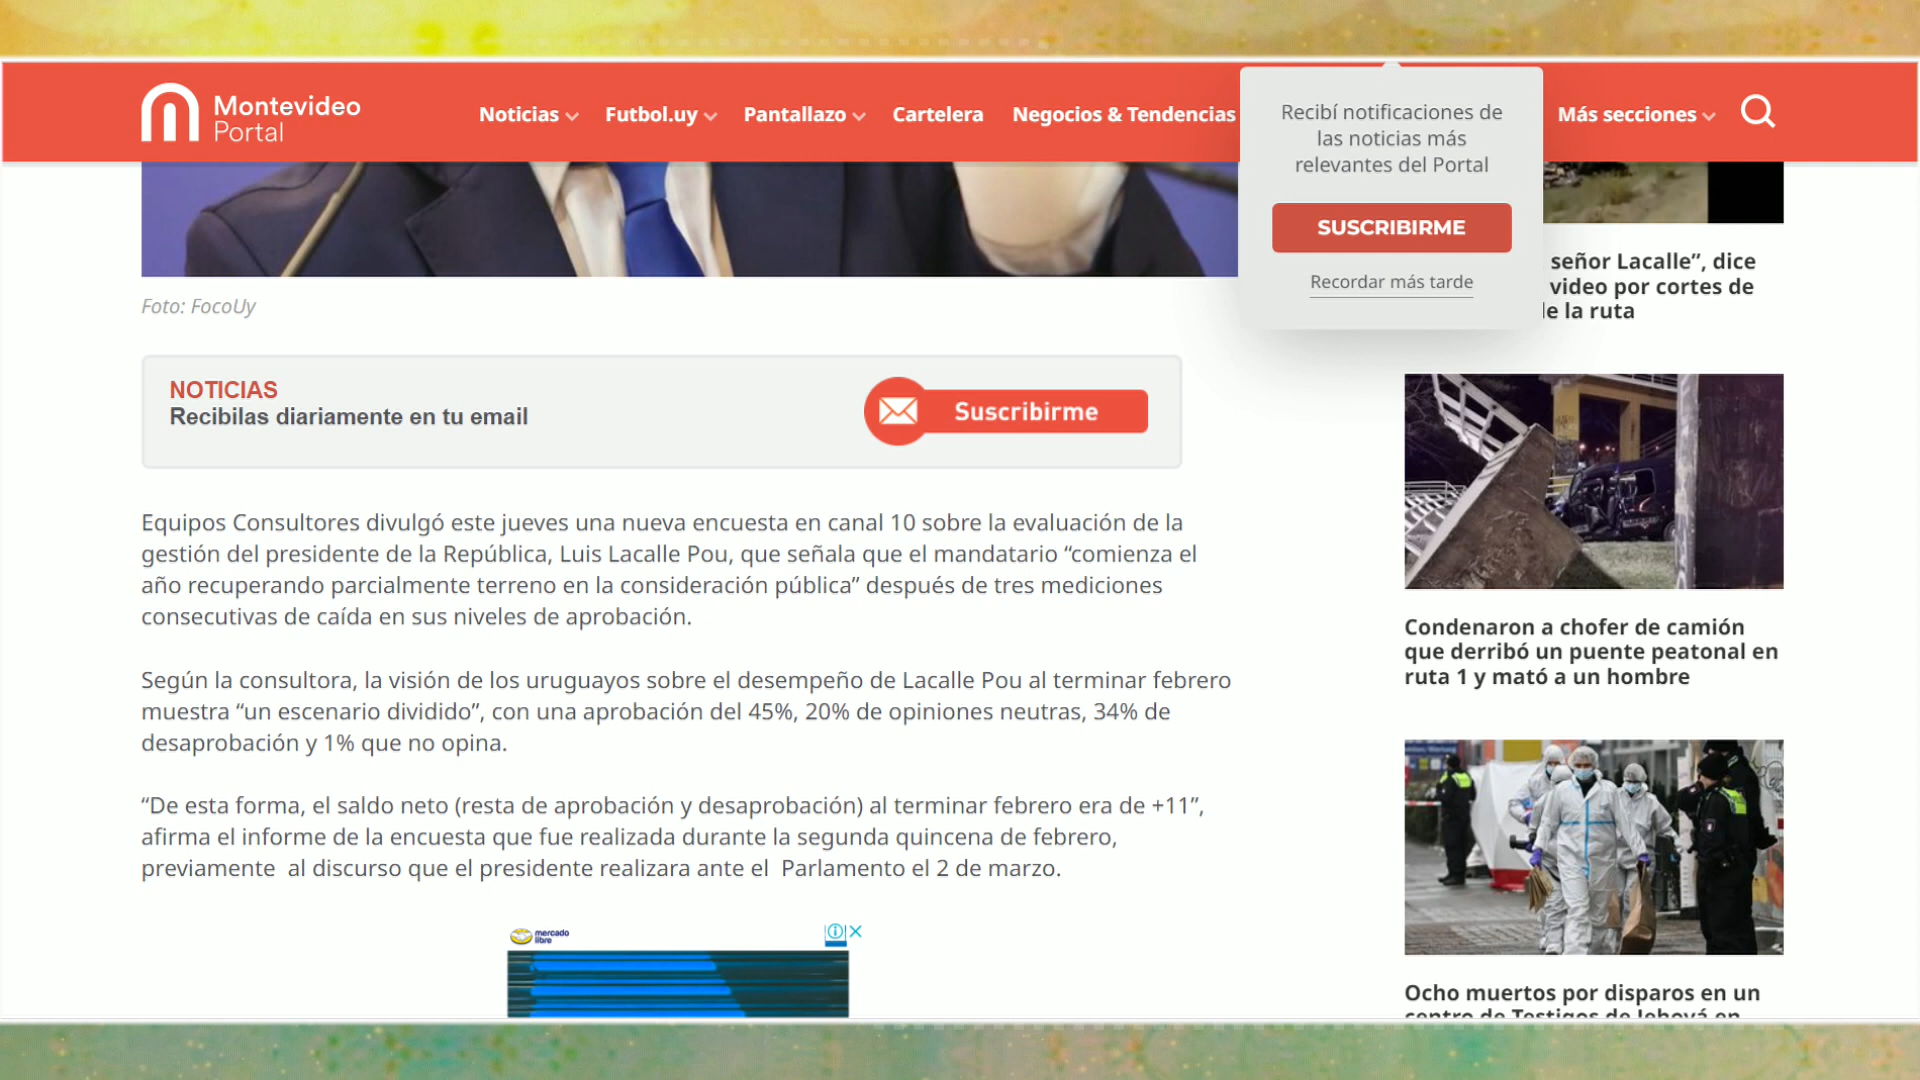 Montevideo
Portal
Noticias
Futbol.uy
Pantallazo
Cartelera
Negocios & Tendencias
Más secciones
Recibí notificaciones de
las noticias más
relevantes del Portal
SUSCRIBIRME
Recordar más tarde
Foto: FocoUy
NOTICIAS
Recibilas diariamente en tu email
Suscribirme
Equipos Consultores divulgó este jueves una nueva encuesta en canal 10 sobre la evaluación de la
gestión del presidente de la República, Luis Lacalle Pou, que señala que el mandatario “comienza el
año recuperando parcialmente terreno en la consideración pública” después de tres mediciones
consecutivas de caída en sus niveles de aprobación.
Según la consultora, la visión de los uruguayos sobre el desempeño de Lacalle Pou al terminar febrero
muestra “un escenario dividido”, con una aprobación del 45%, 20% de opiniones neutras, 34% de
desaprobación y 1% que no opina.
“De esta forma, el saldo neto (resta de aprobación y desaprobación) al terminar febrero era de +11”,
afirma el informe de la encuesta que fue realizada durante la segunda quincena de febrero,
previamente  al discurso que el presidente realizara ante el  Parlamento el 2 de marzo.
mercado
libre
señor Lacalle”, dice
video por cortes de
de la ruta
Condenaron a chofer de camión
que derribó un puente peatonal en
ruta 1 y mató a un hombre
Ocho muertos por disparos en un
centro de Testigos de Jehová en